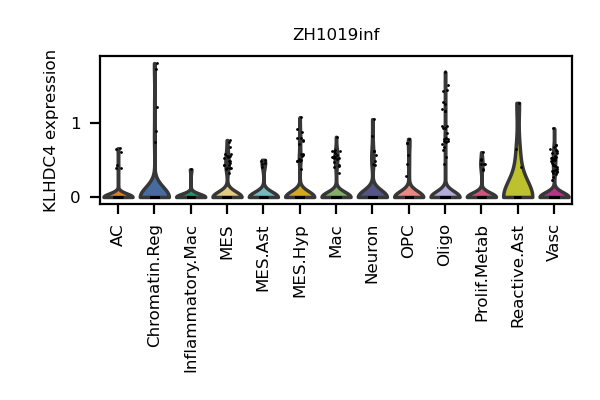 ZH1019inf
KLHDC4 expression
1
0
AC
Chromatin.Reg
Inflammatory.Mac
MES
MES.Ast
MES.Hyp
Mac
Neuron
OPC
Oligo
Prolif.Metab
Reactive.Ast
Vasc